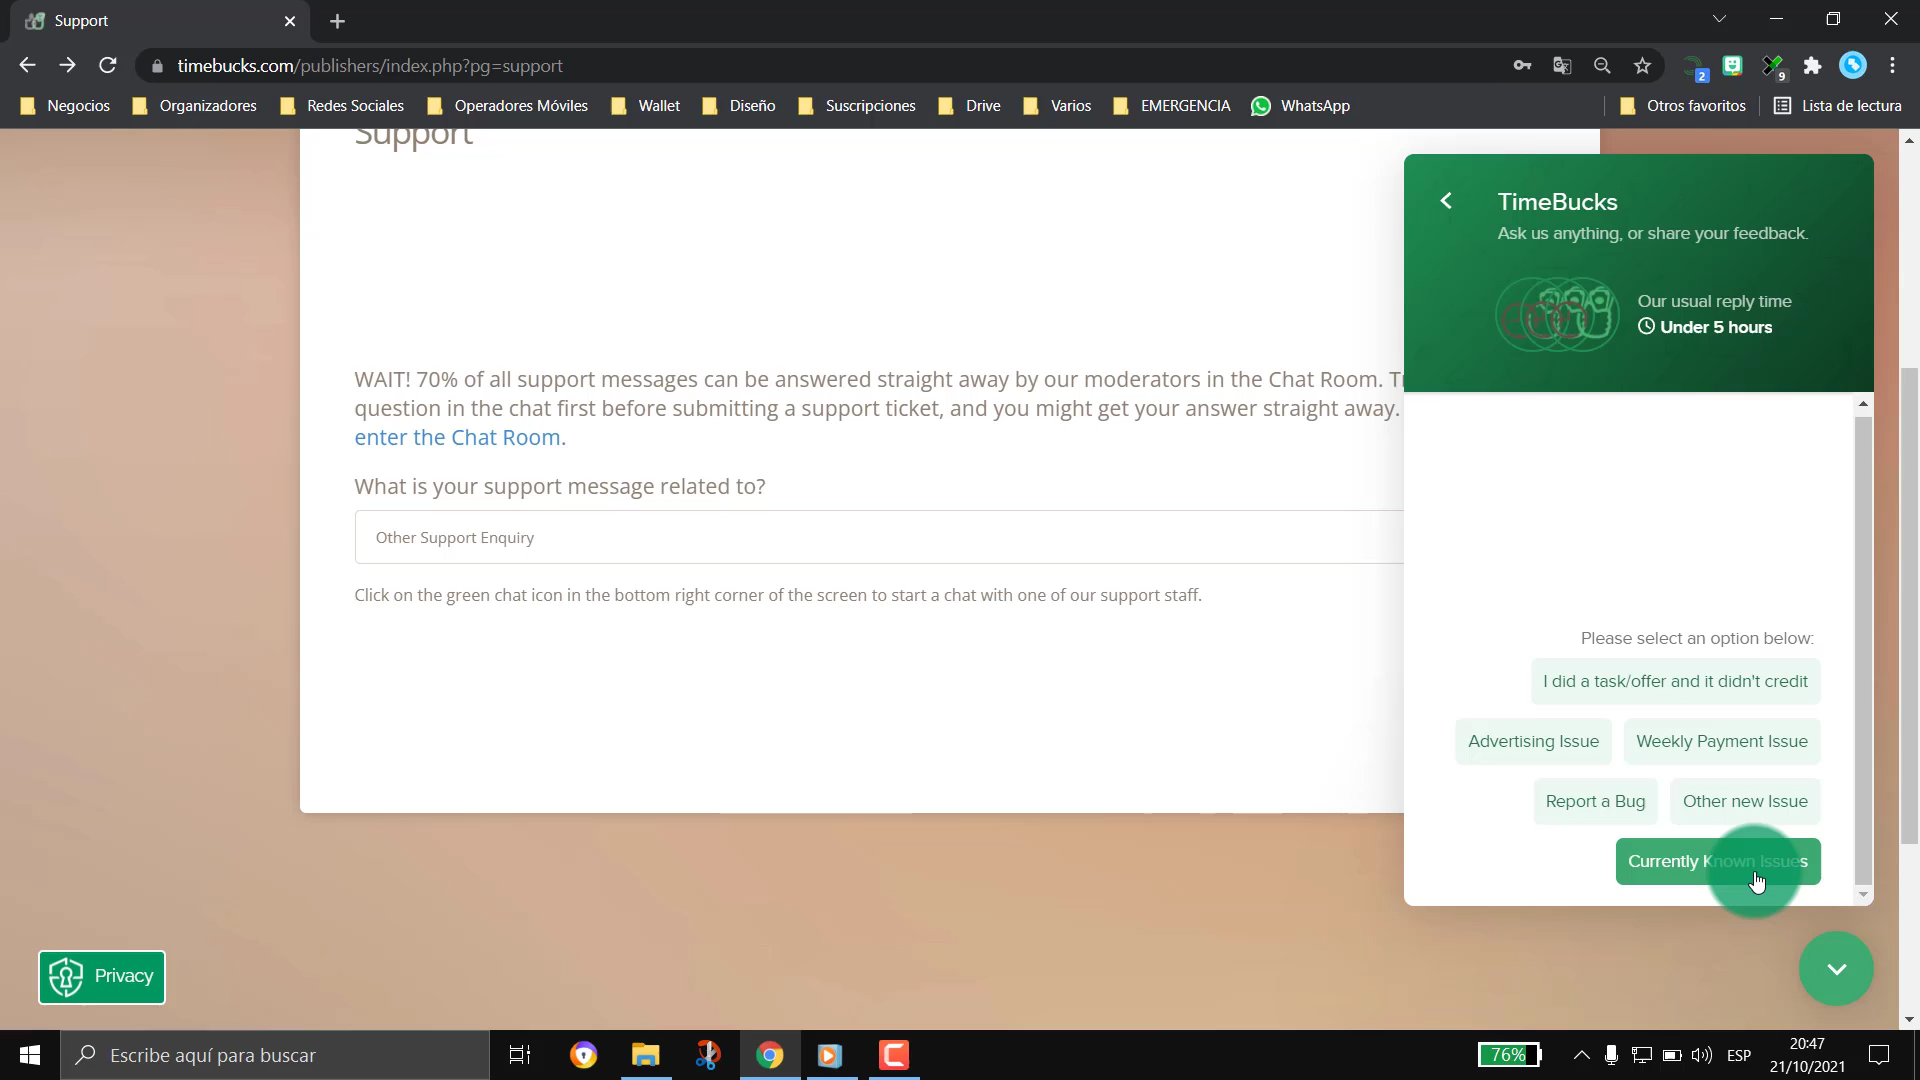 Support
timebucks.com/publishers/index.php?pg=support
2
9
Negocios
Organizadores
Redes Sociales
Operadores Móviles
Wallet
Diseño
Suscripciones
Drive
Varios
EMERGENCIA
WhatsApp
Otros favoritos
Lista de lectura
Support
WAIT! 70% of all support messages can be answered straight away by our moderators in the Chat Room.
question in the chat first before submitting a support ticket, and you might get your answer straight away.
enter the Chat Room.
What is your support message related to?
Other Support Enquiry
Click on the green chat icon in the bottom right corner of the screen to start a chat with one of our support staff.
TimeBucks
Ask us anything, or share your feedback.
Our usual reply time
Under 5 hours
Please select an option below:
I did a task/offer and it didn't credit
Advertising Issue
Weekly Payment Issue
Report a Bug
Other new Issue
Currently Known Issues
Privacy
Escribe aquí para buscar
76%
ESP
20:47
21/10/2021